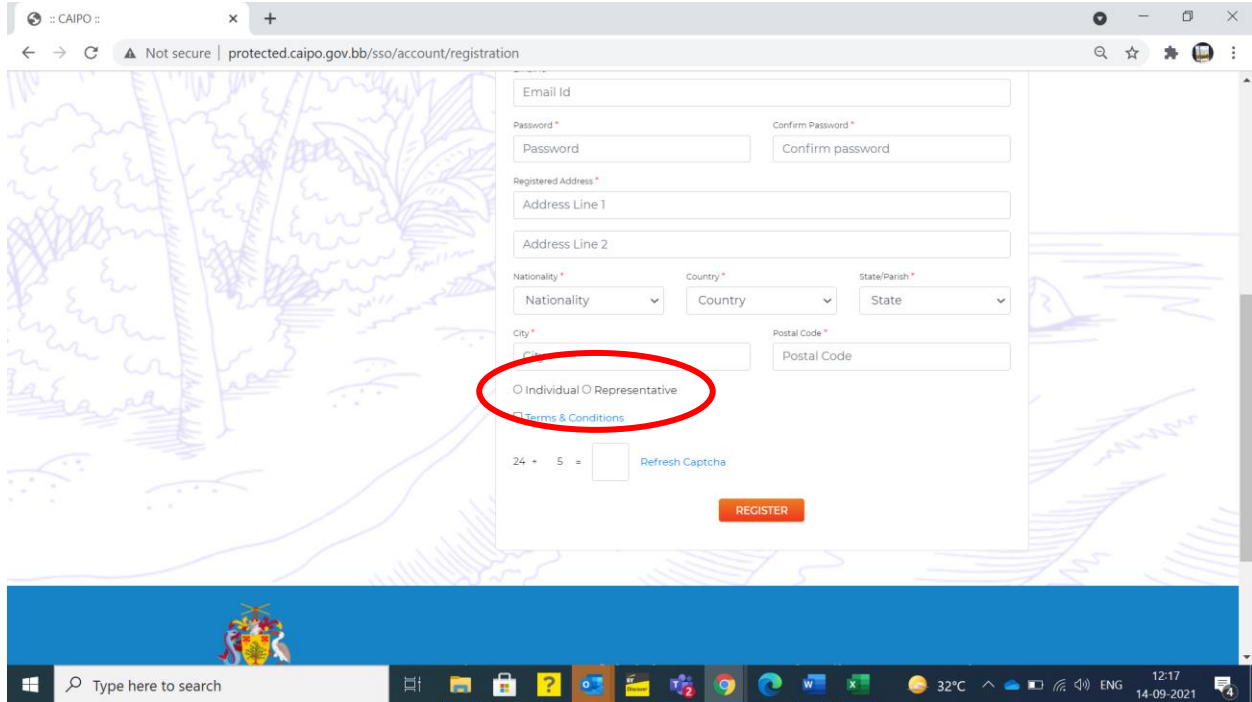 :: CAIPO ::
Not secure | protected.caipo.gov.bb/sso/account/registration
Email Id
Password * Confirm Password *
Password Confirm password
Registered Address *
Address Line 1
Address Line 2
Nationality * Country * State/Parish *
Nationality Country State
City * Postal Code *
City Postal Code
Individual Representative
Terms & Conditions
24 + 5 = Refresh Captcha
REGISTER
Type here to search 32°C ENG 12:17
14-09-2021